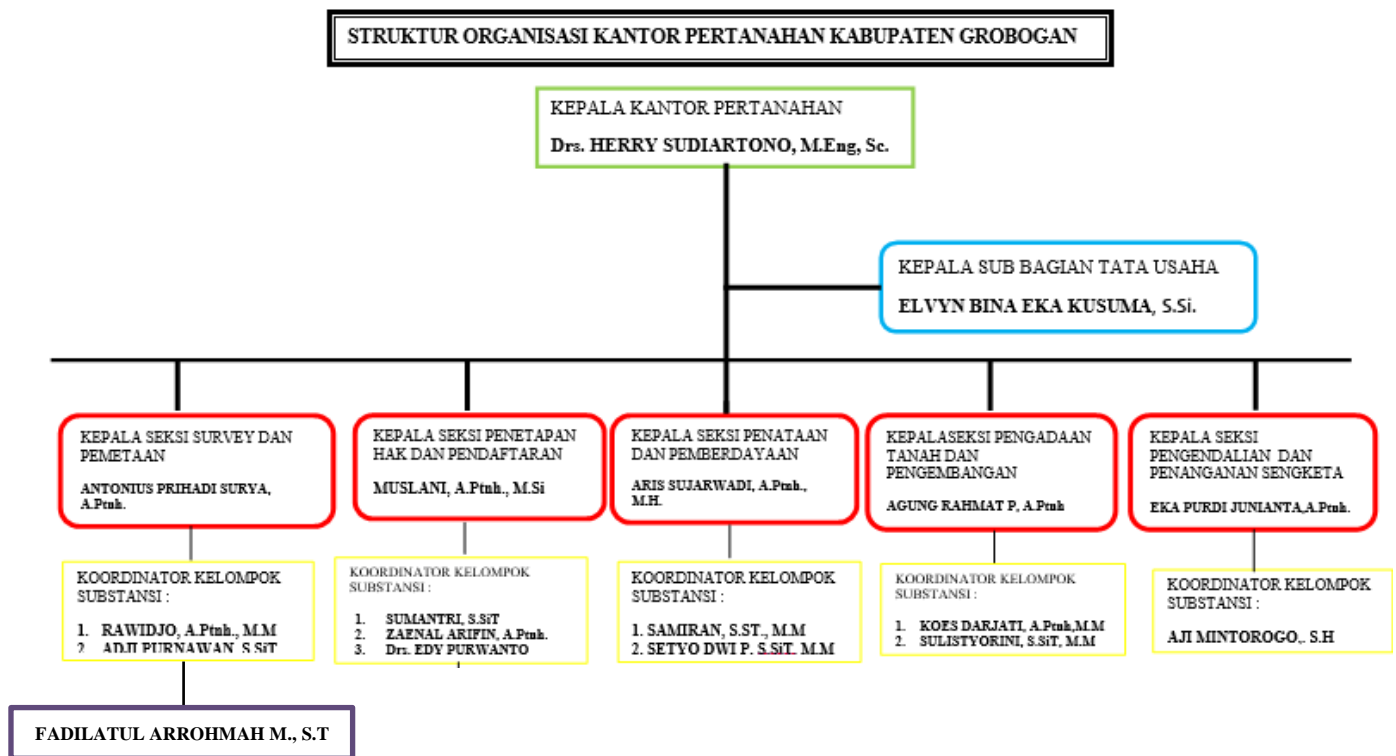 STRUKTUR ORGANISASI KANTOR PERTANAHAN KABUPATEN GROBOGAN
KEPALA KANTOR PERTANAHAN
Drs. HERRY SUDIARTONO, M.Eng, Sc.
KEPALA SUB BAGIAN TATA USAHA
ELVYN BINA EKA KUSUMA, S.Si.
KEPALA SEKSI SURVEY DAN
PEMETAAN
ANTONIUS PRIHADI SURYA,
A.Ptnh.
KEPALA SEKSI PENETAPAN
HAK DAN PENDAFTARAN
MUSLANI, A.Ptnh., M.Si
KEPALA SEKSI PENATAAN
DAN PEMBERDAYAAN
ARIS SUJARWADI, A.Ptnh.,
M.H.
KEPALASEKSI PENGADAAN
TANAH DAN
PENGEMBANGAN
AGUNG RAHMAT P, A.Ptnh
KEPALA SEKSI
PENGENDALIAN DAN
PENANGANAN SENGKETA
EKA PURDI JUNIANTA,A.Ptnh.
KOORDINATOR KELOMPOK
SUBSTANSI :
1. RAWIDJO, A.Ptnh., M.M
2. ADJI PURNAWAN, S.SiT
KOORDINATOR KELOMPOK
SUBSTANSI :
1. SUMANTRI, S.SiT
2. ZAENAL ARIFIN, A.Ptnh.
3. Drs. EDY PURWANTO
KOORDINATOR KELOMPOK
SUBSTANSI :
1. SAMIRAN, S.ST., M.M
2. SETYO DWI P. S.SiT, M.M
KOORDINATOR KELOMPOK
SUBSTANSI :
1. KOES DARJATI, A.Ptnh,M.M
2. SULISTYORINI, S.SiT, M.M
KOORDINATOR KELOMPOK
SUBSTANSI :
AJI MINTOROGO,. S.H
FADILATUL ARROHMAH M., S.T